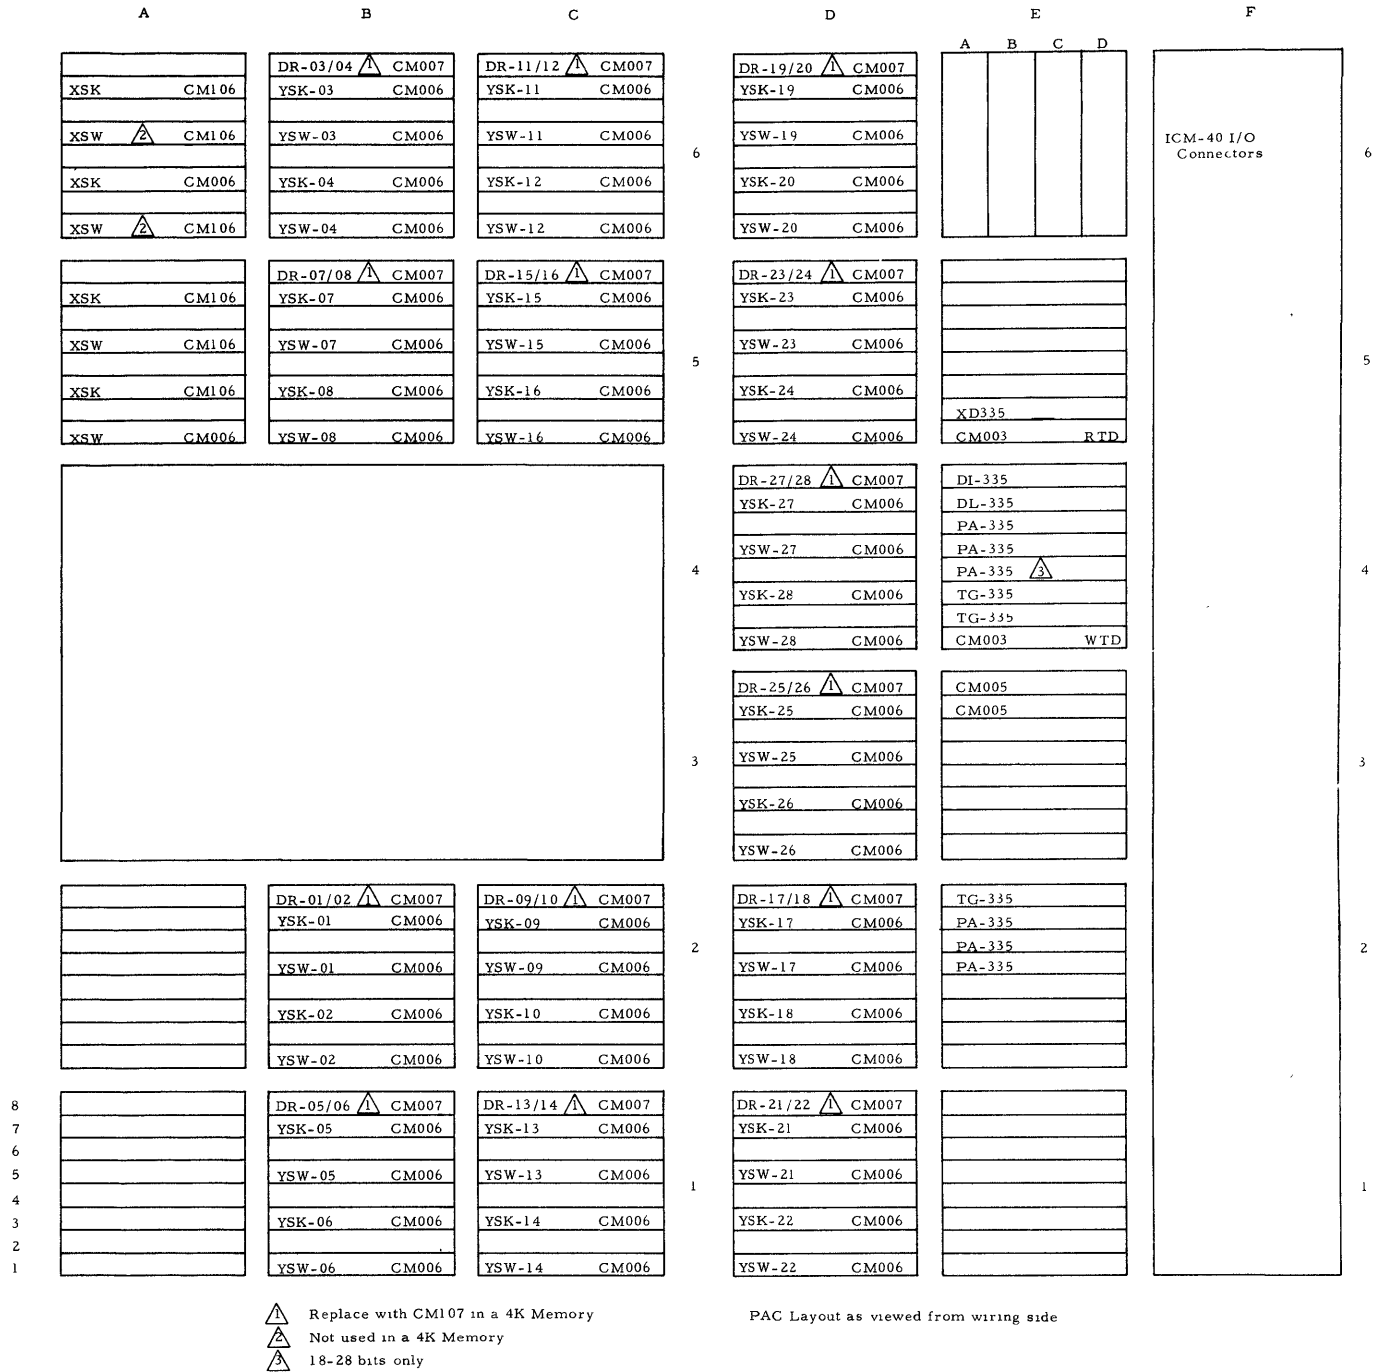 A B C D E F
A B C D
DR-03/04 1 CM007 DR-11/12 1 CM007 DR-19/20 1 CM007
XSK CM106 YSK-03 CM006 YSK-11 CM006 YSK-19 CM006
XSW 2 CM106 YSW-03 CM006 YSW-11 CM006 YSW-19 CM006 ICM-40 I/O
6 Connectors 6
XSK CM006 YSK-04 CM006 YSK-12 CM006 YSK-20 CM006
XSW 2 CM106 YSW-04 CM006 YSW-12 CM006 YSW-20 CM006
DR-07/08 1 CM007 DR-15/16 1 CM007 DR-23/24 1 CM007
XSK CM106 YSK-07 CM006 YSK-15 CM006 YSK-23 CM006
XSW CM106 YSW-07 CM006 YSW-15 CM006 YSW-23 CM006
5 5
XSK CM106 YSK-08 CM006 YSK-16 CM006 YSK-24 CM006
XD335
XSW CM006 YSW-08 CM006 YSW-16 CM006 YSW-24 CM006 CM003 RTD
DR-27/28 1 CM007 DI-335
YSK-27 CM006 DL-335
PA-335
YSW-27 CM006 PA-335
4 PA-335 3 4
YSK-28 CM006 TG-335
TG-335
YSW-28 CM006 CM003 WTD
DR-25/26 1 CM007 CM005
YSK-25 CM006 CM005
YSW-25 CM006
3 3
YSK-26 CM006
YSW-26 CM006
DR-01/02 1 CM007 DR-09/10 1 CM007 DR-17/18 1 CM007 TG-335
YSK-01 CM006 YSK-09 CM006 YSK-17 CM006 PA-335
2 PA-335 2
YSW-01 CM006 YSW-09 CM006 YSW-17 CM006 PA-335
YSK-02 CM006 YSK-10 CM006 YSK-18 CM006
YSW-02 CM006 YSW-10 CM006 YSW-18 CM006
8 DR-05/06 1 CM007 DR-13/14 1 CM007 DR-21/22 1 CM007
7 YSK-05 CM006 YSK-13 CM006 YSK-21 CM006
6
5 YSW-05 CM006 YSW-13 CM006 YSW-21 CM006
1 1
4
3 YSK-06 CM006 YSK-14 CM006 YSK-22 CM006
2
1 YSW-06 CM006 YSW-14 CM006 YSW-22 CM006
1 Replace with CM107 in a 4K Memory PAC Layout as viewed from wiring side
2 Not used in a 4K Memory
3 18-28 bits only